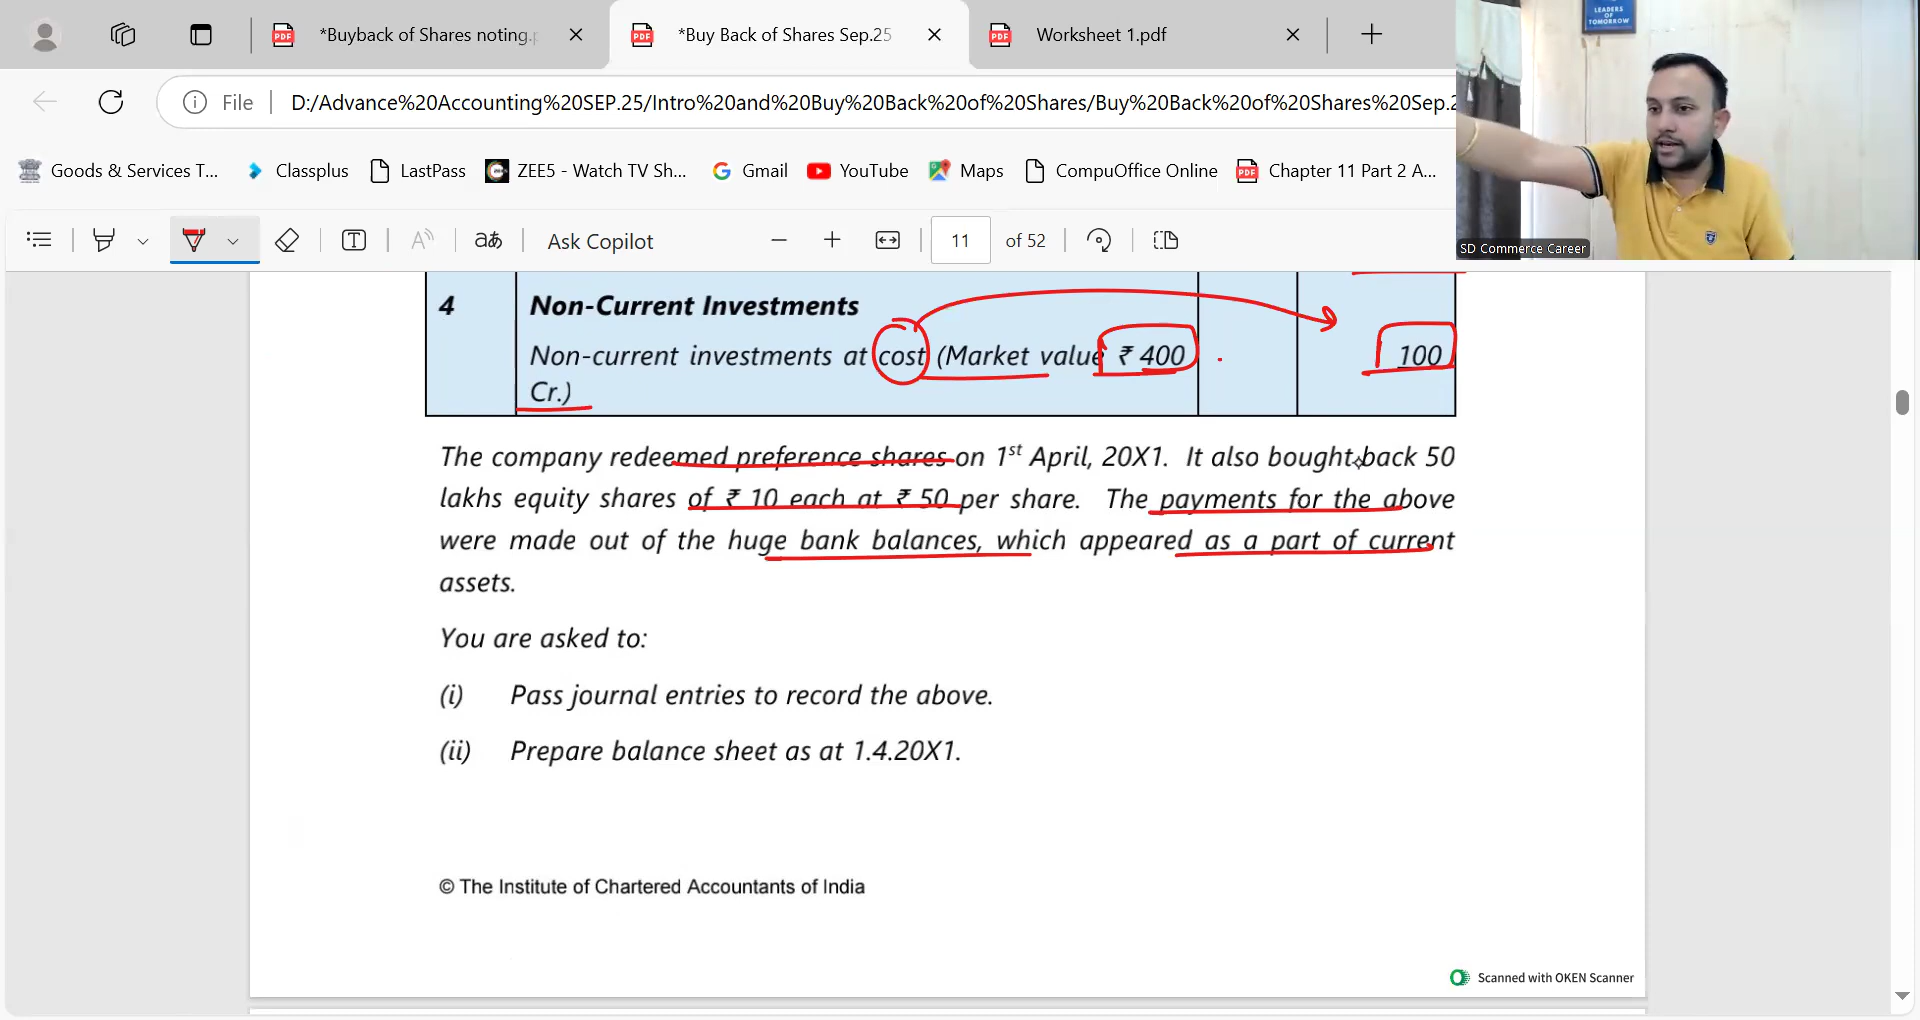 LEADERS
OF
TOMORROW
*Buyback of Shares noting.p
*Buy Back of Shares Sep.25
Worksheet 1.pdf
File
D:/Advance%20Accounting%20SEP.25/Intro%20and%20Buy%20Back%20of%20Shares/Buy%20Back%20of%20Shares%20Sep.2
Goods & Services T...
Classplus
LastPass
ZEE5 - Watch TV Sh...
Gmail
YouTube
Maps
CompuOffice Online
Chapter 11 Part 2 A...
SD Commerce Career
Ask Copilot
11 of 52
4 Non-Current Investments
Non-current investments at cost (Market value ₹ 400 100
Cr.)
The company redeemed preference shares on 1st April, 20X1. It also bought back 50
lakhs equity shares of ₹ 10 each at ₹ 50 per share. The payments for the above
were made out of the huge bank balances, which appeared as a part of current
assets.
You are asked to:
(i) Pass journal entries to record the above.
(ii) Prepare balance sheet as at 1.4.20X1.
© The Institute of Chartered Accountants of India
Scanned with OKEN Scanner